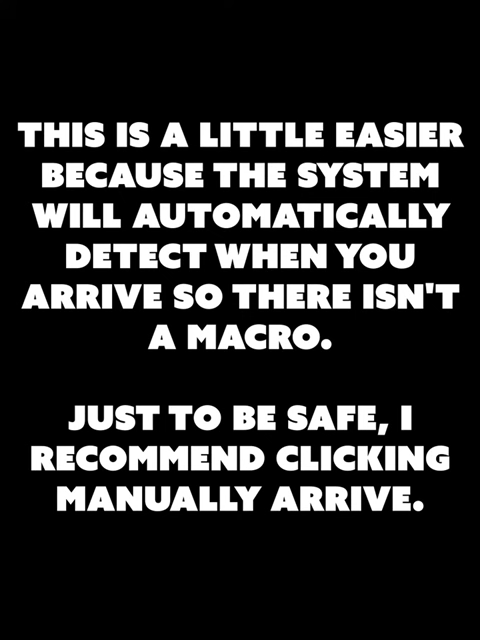 THIS IS A LITTLE EASIER
BECAUSE THE SYSTEM
WILL AUTOMATICALLY
DETECT WHEN YOU
ARRIVE SO THERE ISN'T
A MACRO.
JUST TO BE SAFE, I
RECOMMEND CLICKING
MANUALLY ARRIVE.